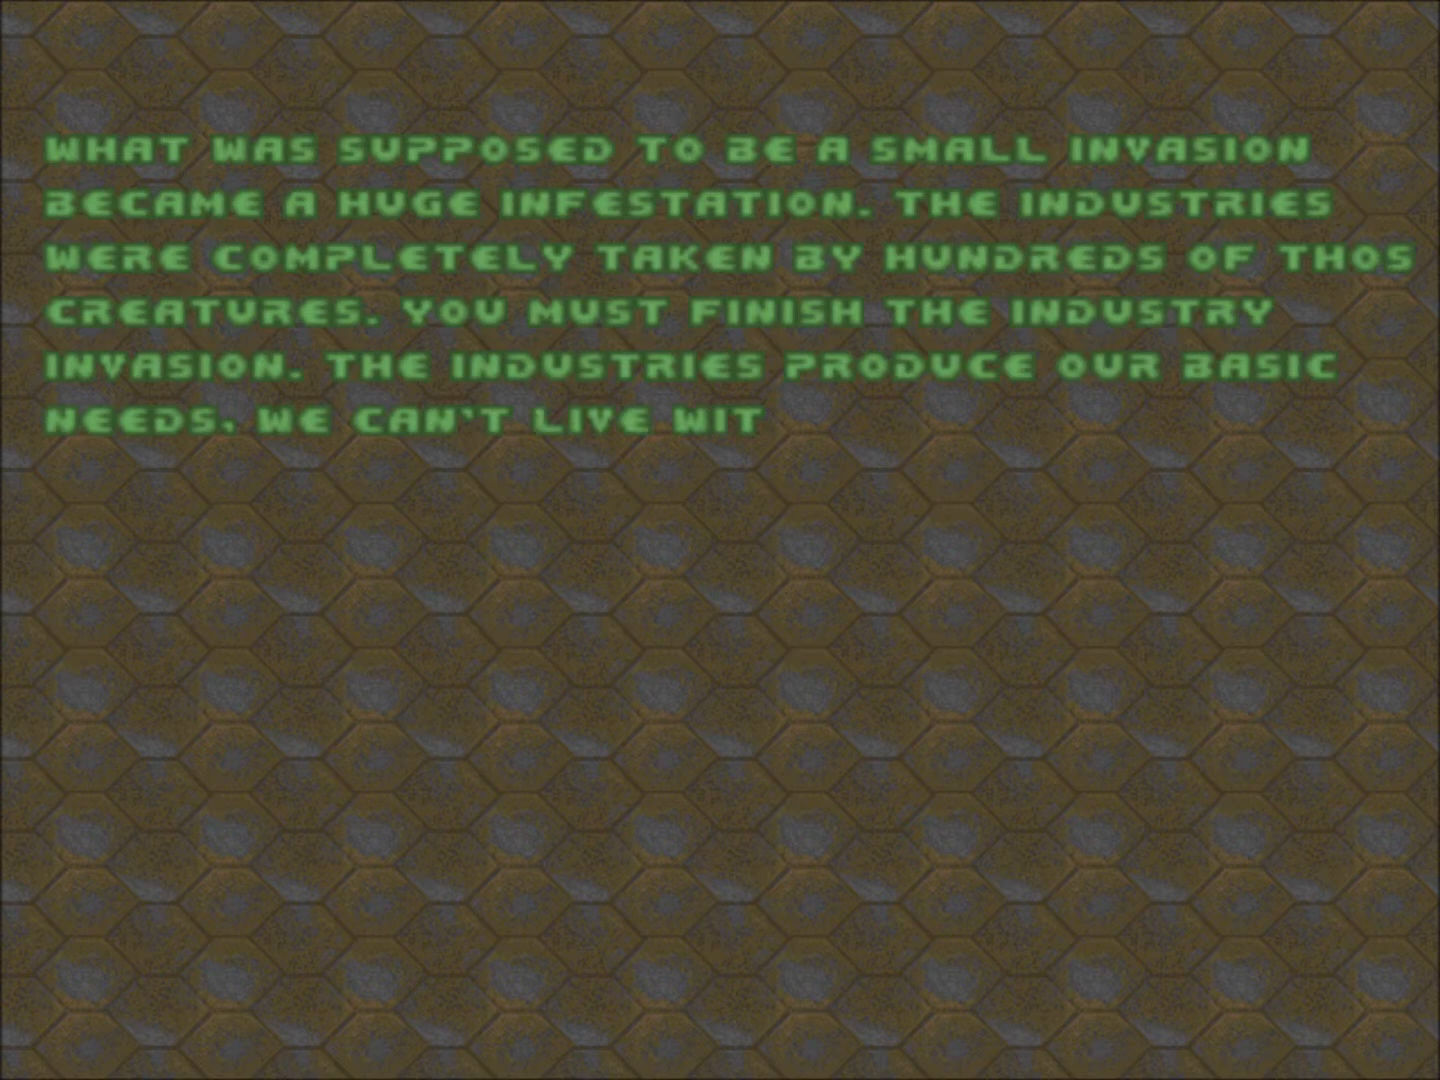 WHAT WAS SUPPOSED TO BE A SMALL INVASION
BECAME A HUGE INFESTATION. THE INDUSTRIES
WERE COMPLETELY TAKEN BY HUNDREDS OF THOS
CREATURES. YOU MUST FINISH THE INDUSTRY
INVASION. THE INDUSTRIES PRODUCE OUR BASIC
NEEDS, WE CAN'T LIVE WIT